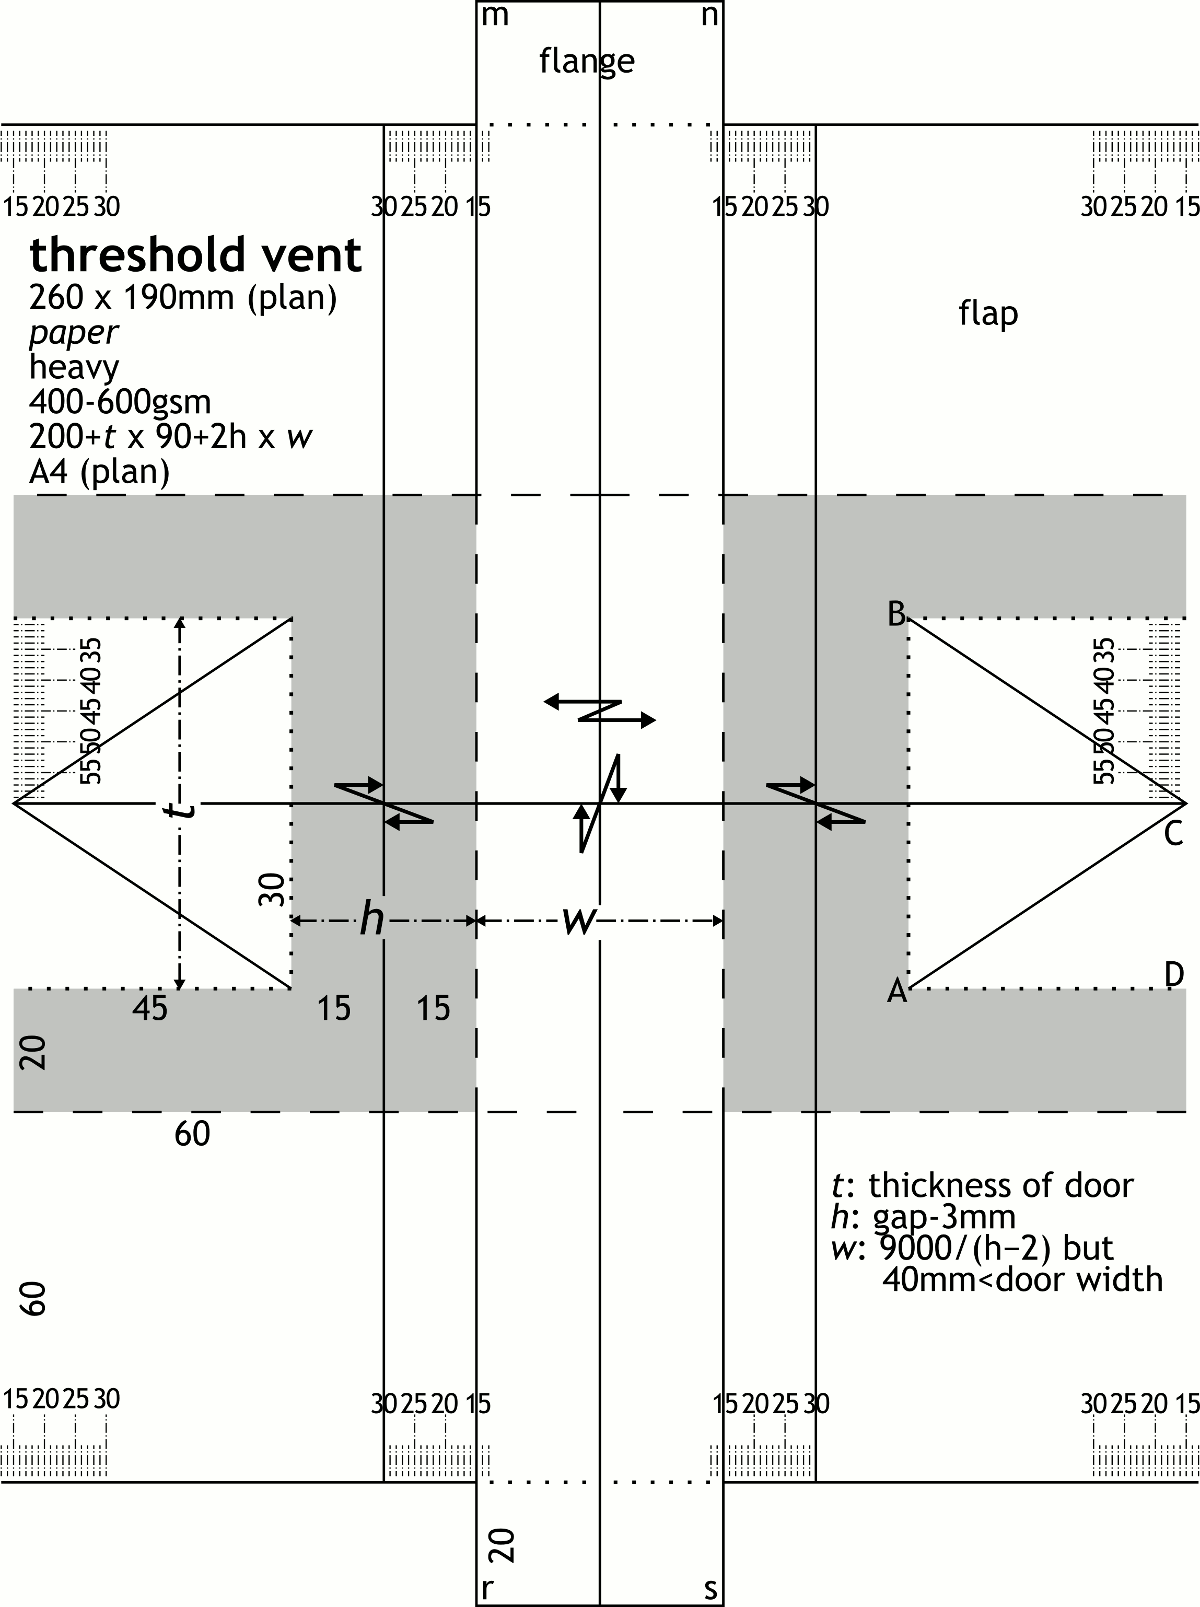 m n
flange
15 20 25 30 30 25 20 15 15 20 25 30 30 25 20 15
threshold vent
260 x 190mm (plan)
paper
heavy
400-600gsm
200+t x 90+2h x w
A4 (plan)
flap
B
35 40 45 50 55
35 40 45 50 55
t
C
30
h w
D
A
45 15 15
20
60
t: thickness of door
h: gap-3mm
w: 9000/(h–2) but
40mm<door width
60
15 20 25 30 30 25 20 15 15 20 25 30 30 25 20 15
20
r s